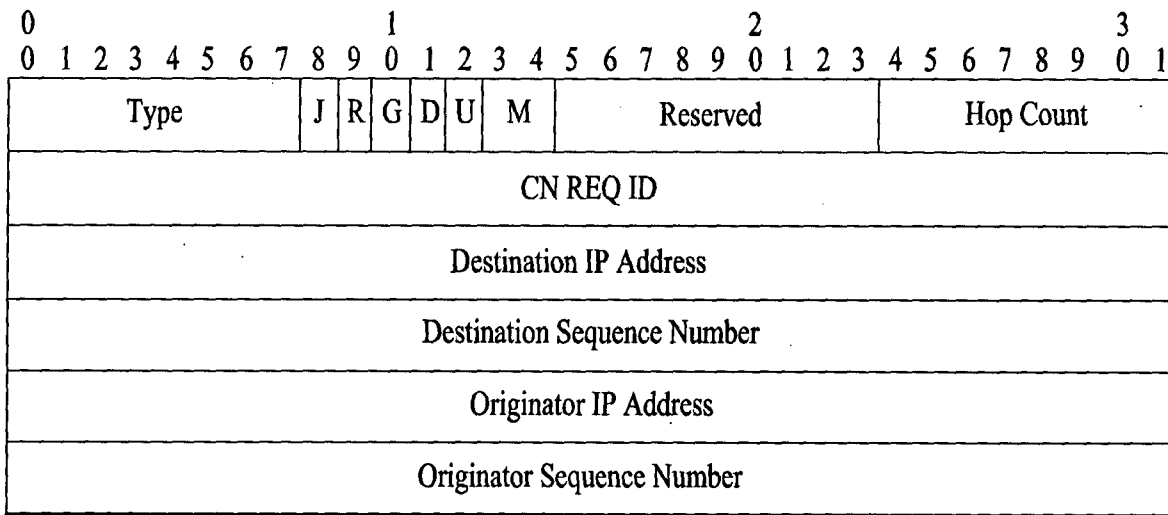 0 1 2 3
0 1 2 3 4 5 6 7 8 9 0 1 2 3 4 5 6 7 8 9 0 1 2 3 4 5 6 7 8 9 0 1
Type J R G D U M Reserved Hop Count
CN REQ ID
Destination IP Address
Destination Sequence Number
Originator IP Address
Originator Sequence Number